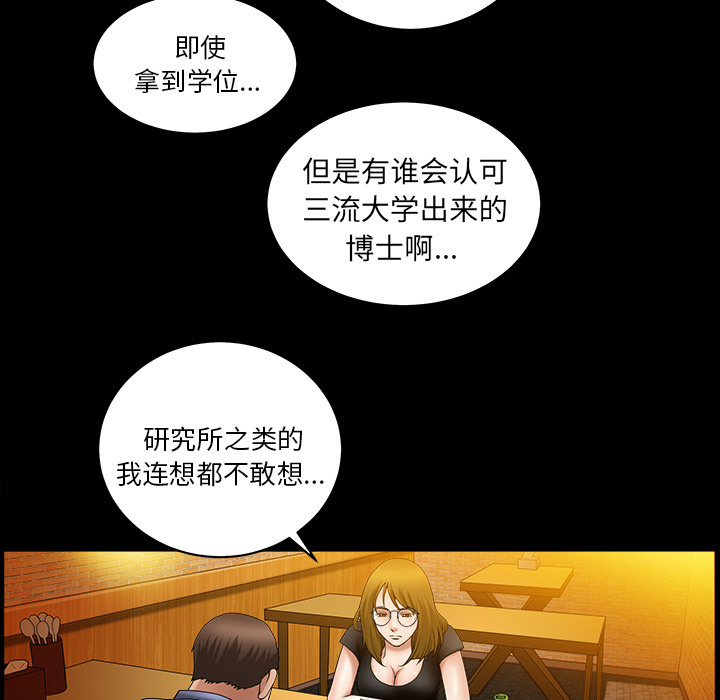 即使
拿到学位...
但是有谁会认可
三流大学出来的
博士啊...
研究所之类的
我连想都不敢想...